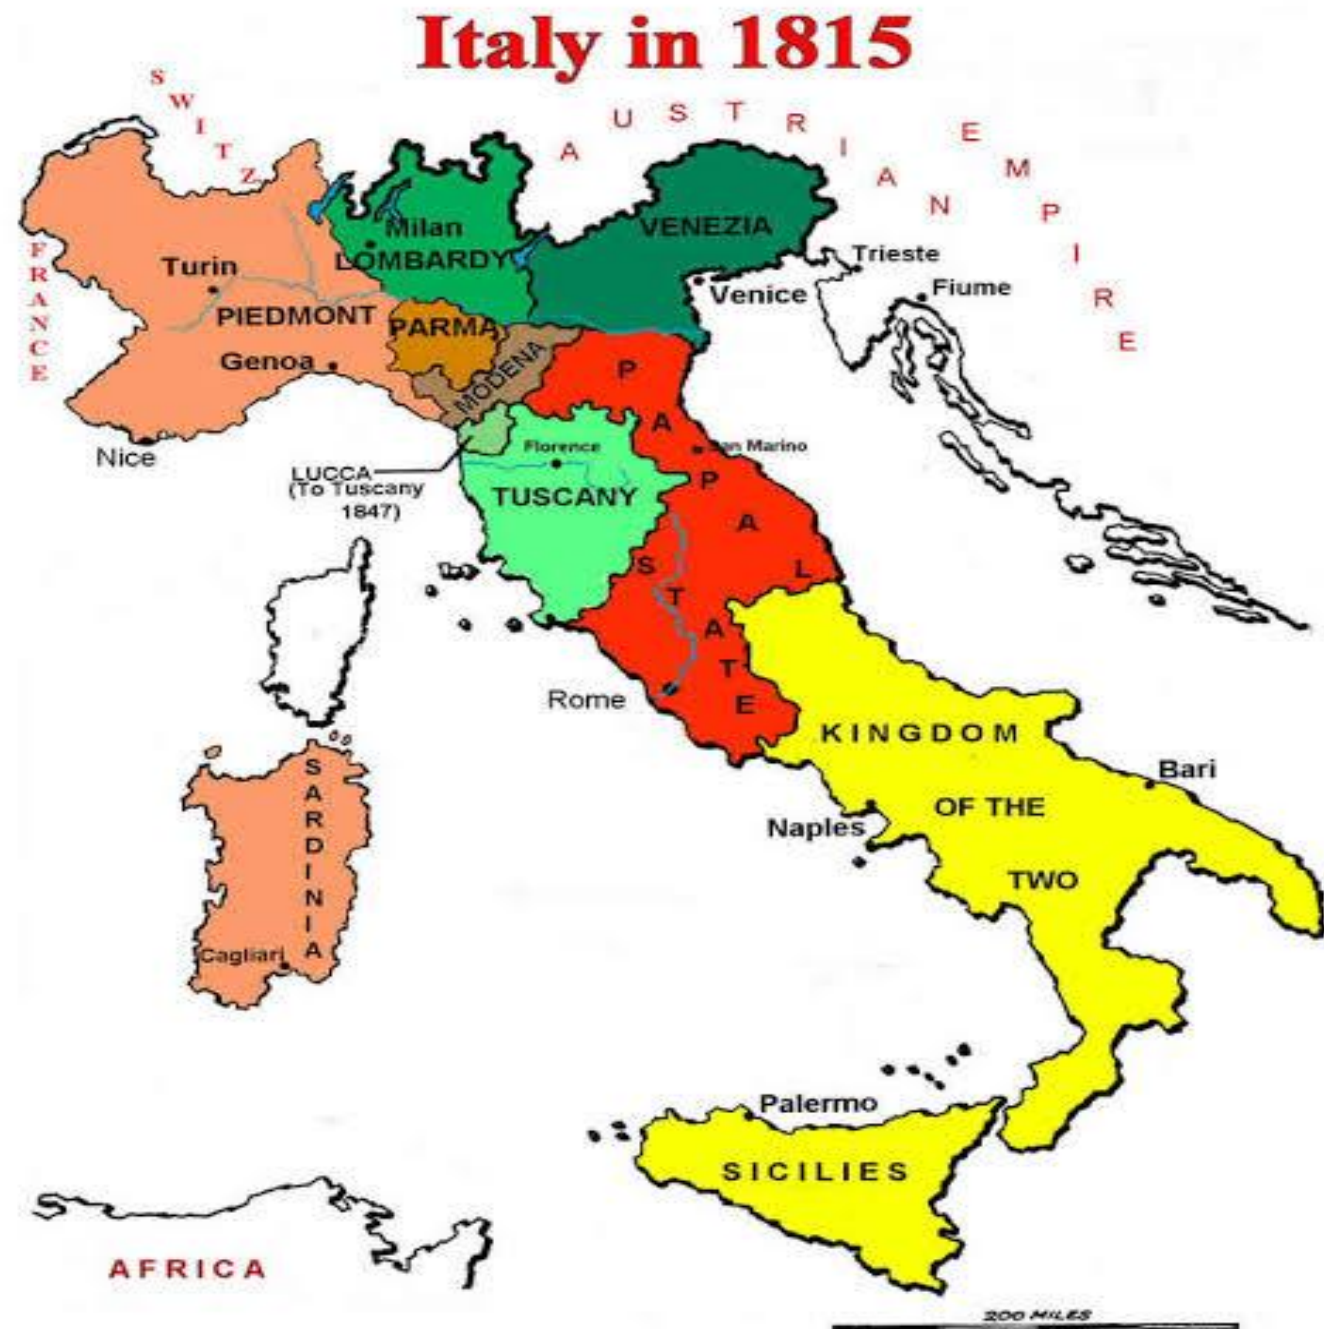 Italy in 1815
SWITZ
AUSTRIAN EMPIRE
FRANCE
Milan
LOMBARDY
VENEZIA
Trieste
Turin
Venice
Fiume
PIEDMONT
PARMA
MODENA
Genoa
Nice
Florence
San Marino
LUCCA
(To Tuscany
1847)
TUSCANY
PAPAL
STATE
Rome
KINGDOM
OF THE
TWO
SICILIES
Bari
Naples
SARDINIA
Cagliari
Palermo
AFRICA
200 MILES